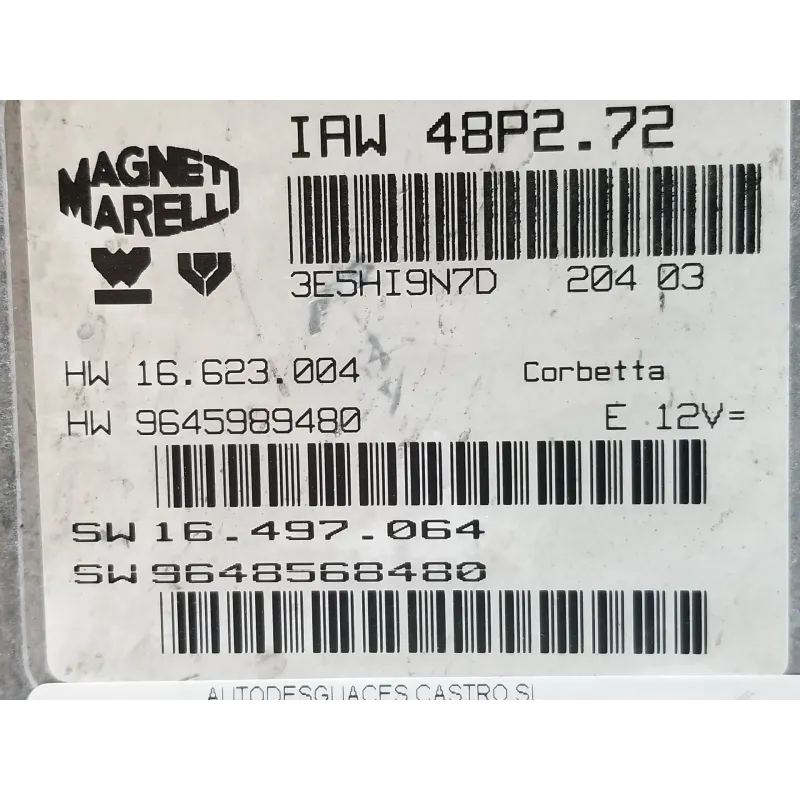 IAW 48P2.72
MAGNETI
MARELLI
3E5HI9N7D 204 03
HW 16.623.004 Corbetta
HW 9645989480 E 12V=
SW 16.497.064
SW 9648568480
AUTODESGUACES CASTRO SL